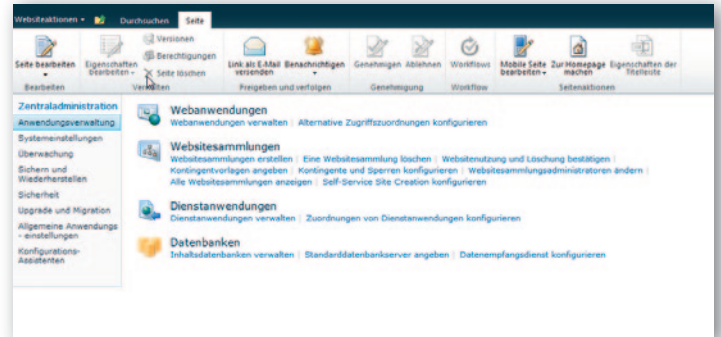 Websiteaktionen
Durchsuchen
Seite
Seite bearbeiten
Eigenschaften bearbeiten
Versionen
Berechtigungen
Seite löschen
Link als E-Mail versenden
Benachrichtigen
Genehmigen
Ablehnen
Workflows
Mobile Seite bearbeiten
Zur Homepage machen
Eigenschaften der Titelleiste
Bearbeiten
Verwalten
Freigeben und verfolgen
Genehmigung
Workflow
Seitenaktionen
Zentraladministration
Anwendungsverwaltung
Systemeinstellungen
Überwachung
Sichern und
Wiederherstellen
Sicherheit
Upgrade und Migration
Allgemeine Anwendungs
- einstellungen
Konfigurations-
Assistenten
Webanwendungen
Webanwendungen verwalten | Alternative Zugriffszuordnungen konfigurieren
Websitesammlungen
Websitesammlungen erstellen | Eine Websitesammlung löschen | Websitenutzung und Löschung bestätigen |
Kontingentvorlagen angeben | Kontingente und Sperren konfigurieren | Websitesammlungsadministratoren ändern |
Alle Websitesammlungen anzeigen | Self-Service Site Creation konfigurieren
Dienstanwendungen
Dienstanwendungen verwalten | Zuordnungen von Dienstanwendungen konfigurieren
Datenbanken
Inhaltsdatenbanken verwalten | Standarddatenbankserver angeben | Datenempfangsdienst konfigurieren